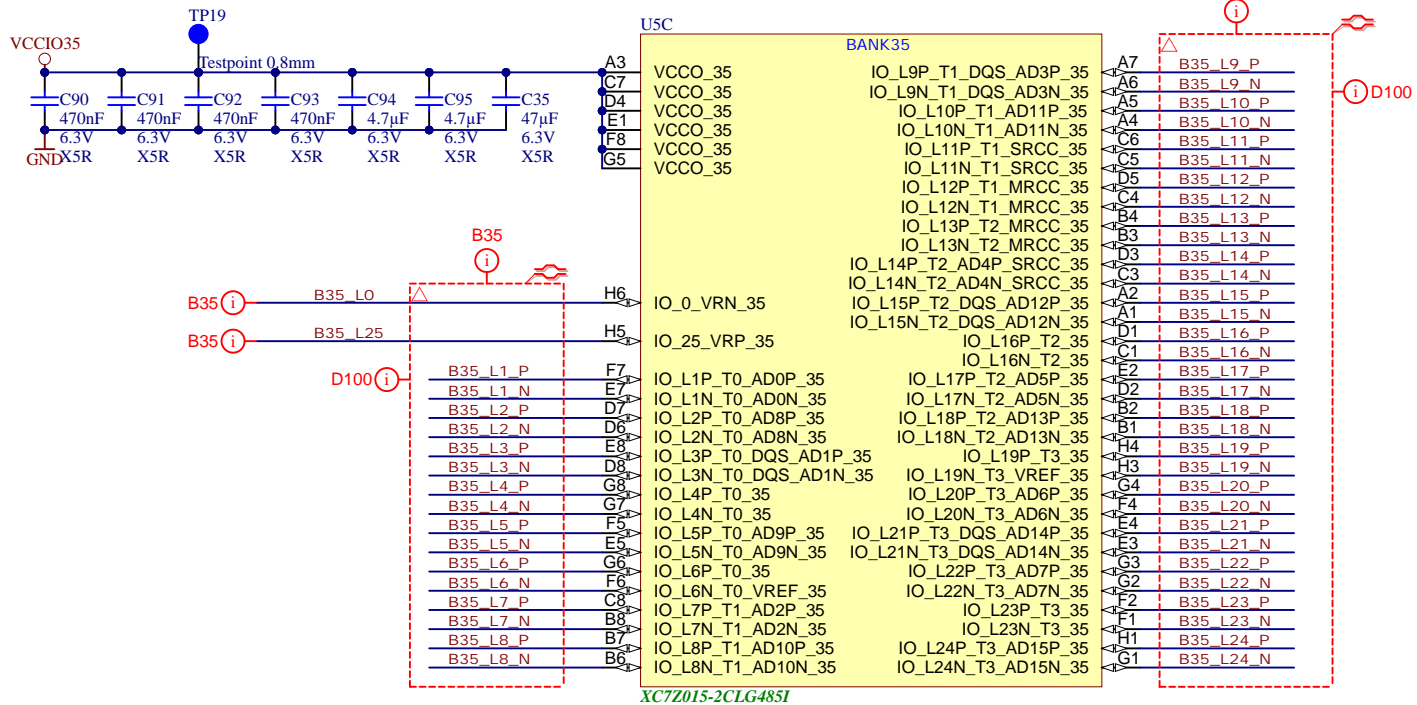 TP19
VCCIO35
Testpoint 0.8mm
C90
470nF
6.3V
X5R
C91
470nF
6.3V
X5R
C92
470nF
6.3V
X5R
C93
470nF
6.3V
X5R
C94
4.7µF
6.3V
X5R
C95
4.7µF
6.3V
X5R
C35
47µF
6.3V
X5R
GND
U5C
BANK35
A3 VCCO_35
C7 VCCO_35
D4 VCCO_35
E1 VCCO_35
F8 VCCO_35
G5 VCCO_35
B35
i
B35 i B35_L0 H6 IO_0_VRN_35
B35 i B35_L25 H5 IO_25_VRP_35
D100 i
B35_L1_P F7 IO_L1P_T0_AD0P_35
B35_L1_N E7 IO_L1N_T0_AD0N_35
B35_L2_P D7 IO_L2P_T0_AD8P_35
B35_L2_N D6 IO_L2N_T0_AD8N_35
B35_L3_P E8 IO_L3P_T0_DQS_AD1P_35
B35_L3_N D8 IO_L3N_T0_DQS_AD1N_35
B35_L4_P G8 IO_L4P_T0_35
B35_L4_N G7 IO_L4N_T0_35
B35_L5_P F5 IO_L5P_T0_AD9P_35
B35_L5_N E5 IO_L5N_T0_AD9N_35
B35_L6_P G6 IO_L6P_T0_35
B35_L6_N F6 IO_L6N_T0_VREF_35
B35_L7_P C8 IO_L7P_T1_AD2P_35
B35_L7_N B8 IO_L7N_T1_AD2N_35
B35_L8_P B7 IO_L8P_T1_AD10P_35
B35_L8_N B6 IO_L8N_T1_AD10N_35
i
i D100
IO_L9P_T1_DQS_AD3P_35 A7 B35_L9_P
IO_L9N_T1_DQS_AD3N_35 A6 B35_L9_N
IO_L10P_T1_AD11P_35 A5 B35_L10_P
IO_L10N_T1_AD11N_35 A4 B35_L10_N
IO_L11P_T1_SRCC_35 C6 B35_L11_P
IO_L11N_T1_SRCC_35 C5 B35_L11_N
IO_L12P_T1_MRCC_35 D5 B35_L12_P
IO_L12N_T1_MRCC_35 C4 B35_L12_N
IO_L13P_T2_MRCC_35 B4 B35_L13_P
IO_L13N_T2_MRCC_35 B3 B35_L13_N
IO_L14P_T2_AD4P_SRCC_35 D3 B35_L14_P
IO_L14N_T2_AD4N_SRCC_35 C3 B35_L14_N
IO_L15P_T2_DQS_AD12P_35 A2 B35_L15_P
IO_L15N_T2_DQS_AD12N_35 A1 B35_L15_N
IO_L16P_T2_35 D1 B35_L16_P
IO_L16N_T2_35 C1 B35_L16_N
IO_L17P_T2_AD5P_35 E2 B35_L17_P
IO_L17N_T2_AD5N_35 D2 B35_L17_N
IO_L18P_T2_AD13P_35 B2 B35_L18_P
IO_L18N_T2_AD13N_35 B1 B35_L18_N
IO_L19P_T3_35 H4 B35_L19_P
IO_L19N_T3_VREF_35 H3 B35_L19_N
IO_L20P_T3_AD6P_35 G4 B35_L20_P
IO_L20N_T3_AD6N_35 F4 B35_L20_N
IO_L21P_T3_DQS_AD14P_35 E4 B35_L21_P
IO_L21N_T3_DQS_AD14N_35 E3 B35_L21_N
IO_L22P_T3_AD7P_35 G3 B35_L22_P
IO_L22N_T3_AD7N_35 G2 B35_L22_N
IO_L23P_T3_35 F2 B35_L23_P
IO_L23N_T3_35 F1 B35_L23_N
IO_L24P_T3_AD15P_35 H1 B35_L24_P
IO_L24N_T3_AD15N_35 G1 B35_L24_N
XC7Z015-2CLG485I